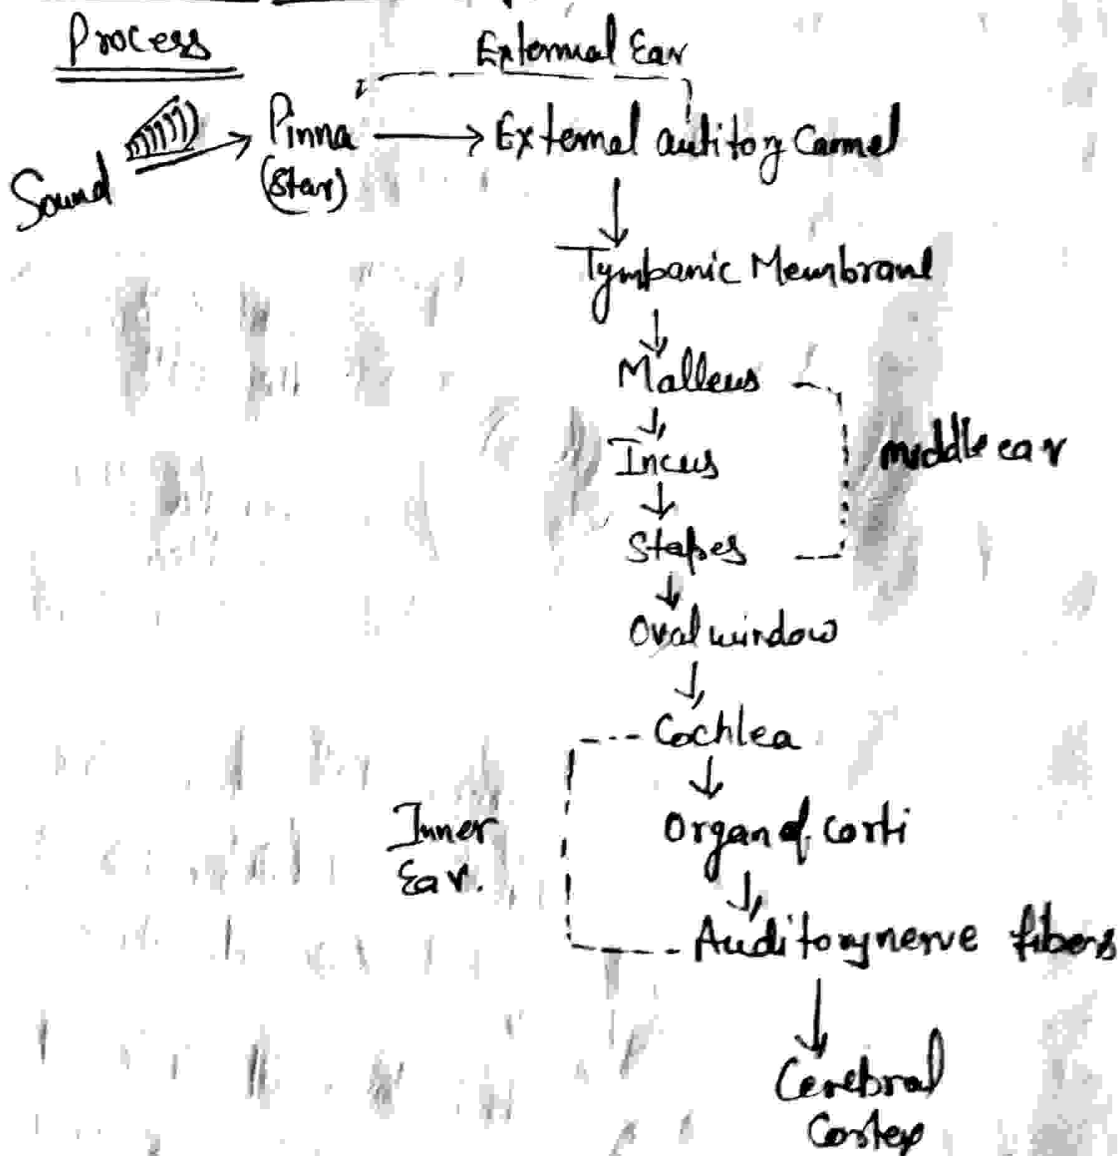 Process
External Ear
Sound → Pinna → External auditory Cannel
(Star)
↓
Tympanic Membrane
↓
Malleus
↓
Incus
middle ear
↓
Stapes
↓
Oval window
↓
Cochlea
↓
Inner
Organ of corti
Ear.
↓
Auditory nerve fibers
↓
Cerebral
Cortex